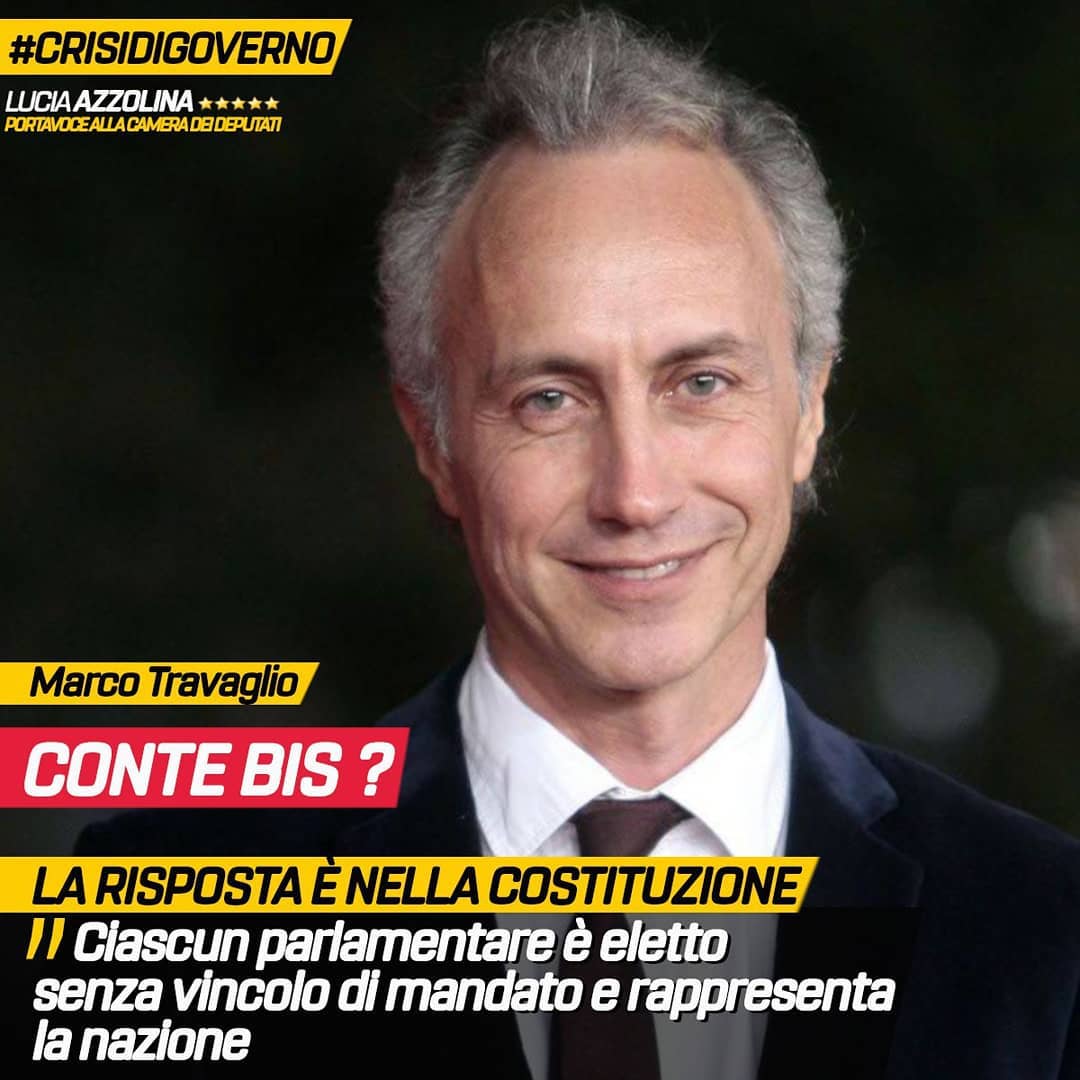 #CRISIDIGOVERNO
LUCIA AZZOLINA ★★★★★
PORTAVOCE ALLA CAMERA DEI DEPUTATI
Marco Travaglio
CONTE BIS ?
LA RISPOSTA È NELLA COSTITUZIONE
" Ciascun parlamentare è eletto
senza vincolo di mandato e rappresenta
la nazione